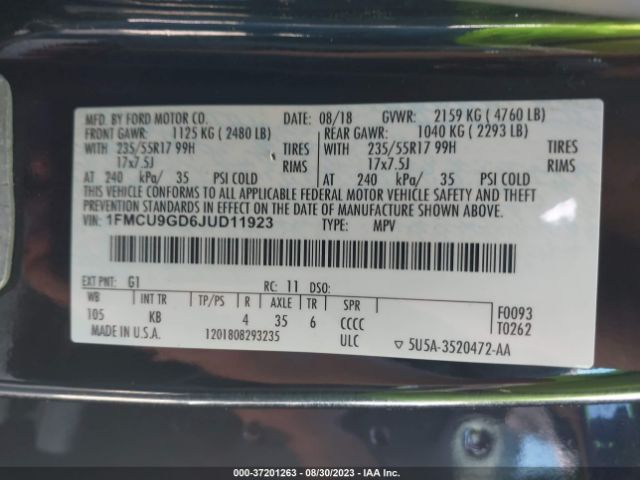 MFD. BY FORD MOTOR CO. DATE: 08/18 GVWR: 2159 KG (4760 LB)
FRONT GAWR: 1125 KG (2480 LB) REAR GAWR: 1040 KG (2293 LB)
WITH 235/55R17 99H TIRES WITH 235/55R17 99H TIRES
17x7.5J RIMS 17x7.5J RIMS
AT 240 kPa/ 35 PSI COLD AT 240 kPa/ 35 PSI COLD
THIS VEHICLE CONFORMS TO ALL APPLICABLE FEDERAL MOTOR VEHICLE SAFETY AND THEFT
PREVENTION STANDARDS IN EFFECT ON THE DATE OF MANUFACTURE SHOWN ABOVE.
VIN: 1FMCU9GD6JUD11923 TYPE: MPV
EXT PNT: G1 RC: 11 DSO:
WB INT TR TP/PS R AXLE TR SPR F0093
105 KB 4 35 6 CCCC T0262
MADE IN U.S.A. 1201808293235 ULC ▽ 5U5A-3520472-AA
000-37201263 - 08/30/2023 - IAA Inc.